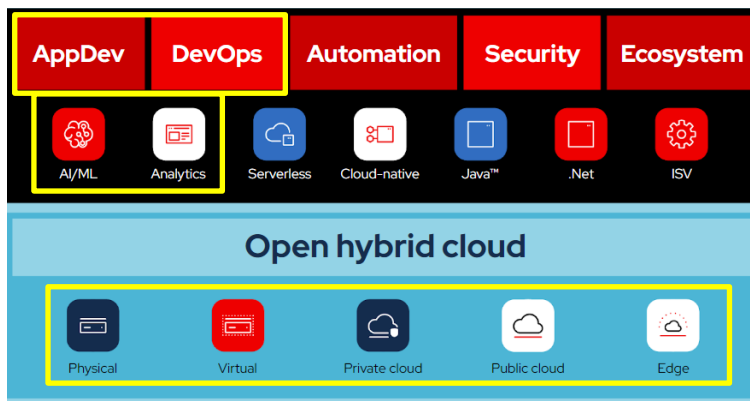 AppDev DevOps Automation Security Ecosystem
AI/ML Analytics Serverless Cloud-native Java™ .Net ISV
Open hybrid cloud
Physical Virtual Private cloud Public cloud Edge